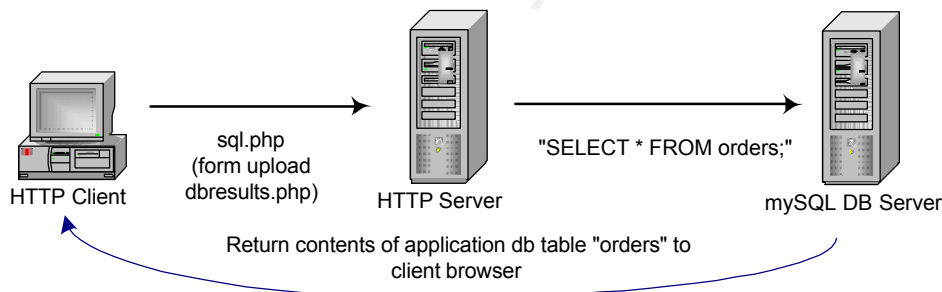 sql.php
(form upload
dbresults.php)
"SELECT * FROM orders;"
HTTP Client
HTTP Server
mySQL DB Server
Return contents of application db table "orders" to
client browser